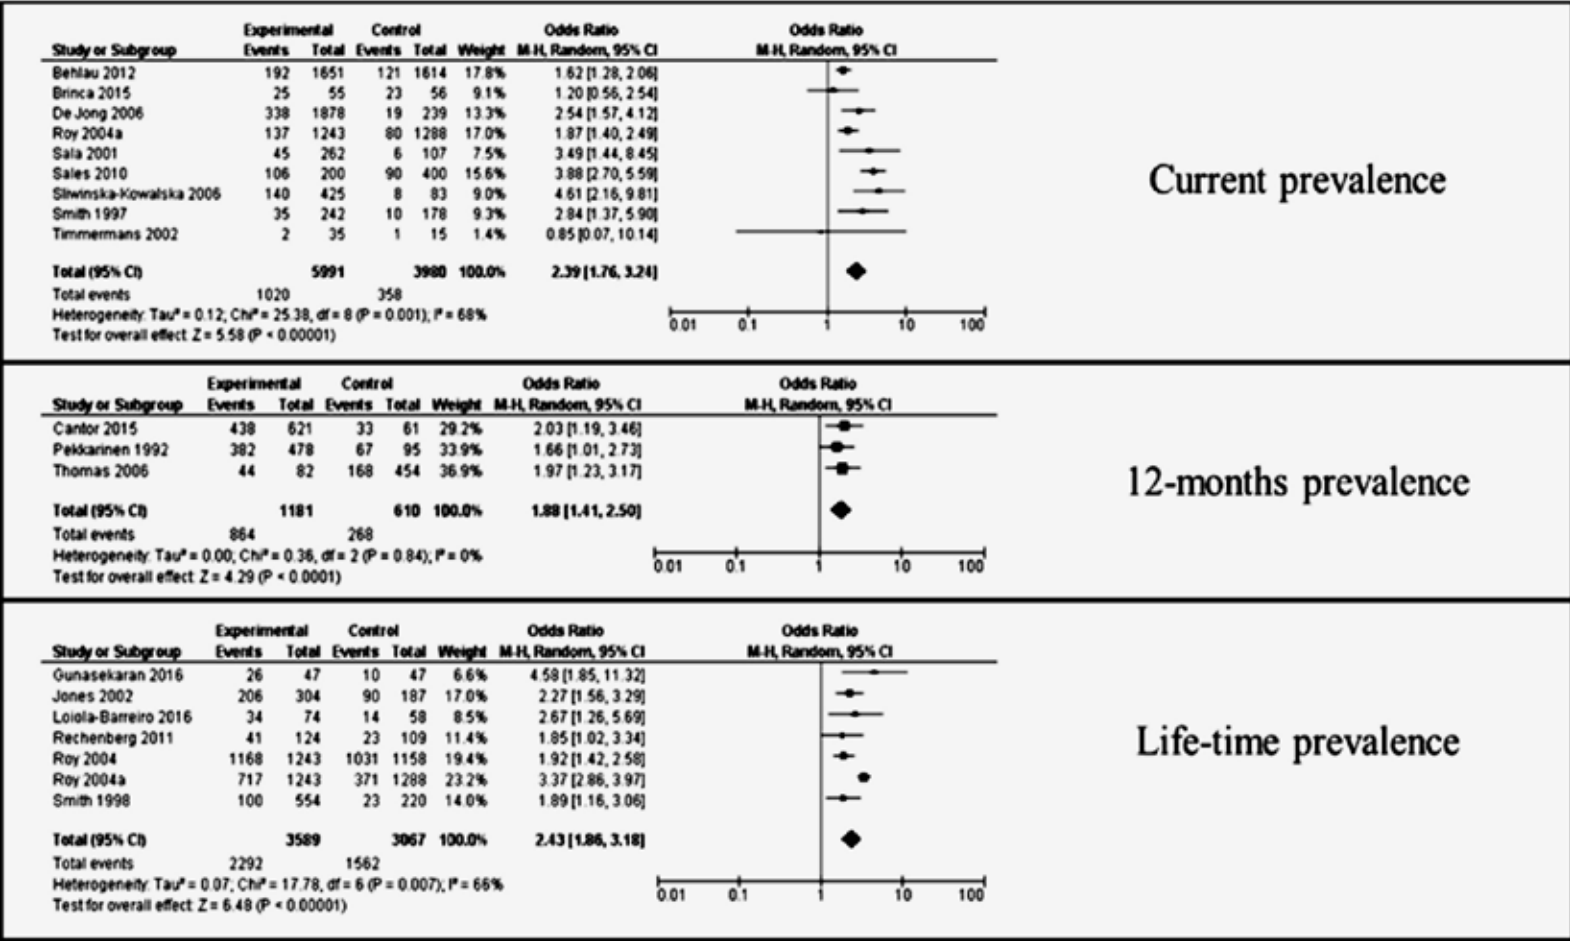 Experimental Control Odds Ratio Odds Ratio
Study or Subgroup Events Total Events Total Weight M-H, Random, 95% CI M-H, Random, 95% CI
Behlau 2012 192 1651 121 1614 17.8% 1.62 [1.28, 2.06]
Brinca 2015 25 55 23 56 9.1% 1.20 [0.56, 2.54]
De Jong 2006 338 1878 19 239 13.3% 2.54 [1.57, 4.12]
Roy 2004a 137 1243 80 1288 17.0% 1.87 [1.40, 2.49]
Sala 2001 45 262 6 107 7.5% 3.49 [1.44, 8.45]
Sales 2010 106 200 90 400 15.6% 3.88 [2.70, 5.59]
Sliwinska-Kowalska 2006 140 425 8 83 9.0% 4.61 [2.16, 9.81]
Smith 1997 35 242 10 178 9.3% 2.84 [1.37, 5.90]
Timmermans 2002 2 35 1 15 1.4% 0.85 [0.07, 10.14]
Total (95% CI) 5991 3980 100.0% 2.39 [1.76, 3.24]
Total events 1020 358
Heterogeneity: Tau² = 0.12; Chi² = 25.38, df = 8 (P = 0.001); I² = 68%
Test for overall effect: Z = 5.58 (P < 0.00001)
0.01 0.1 1 10 100
Current prevalence
Experimental Control Odds Ratio Odds Ratio
Study or Subgroup Events Total Events Total Weight M-H, Random, 95% CI M-H, Random, 95% CI
Cantor 2015 438 621 33 61 29.2% 2.03 [1.19, 3.46]
Pekkarinen 1992 382 478 67 95 33.9% 1.66 [1.01, 2.73]
Thomas 2006 44 82 168 454 36.9% 1.97 [1.23, 3.17]
Total (95% CI) 1181 610 100.0% 1.88 [1.41, 2.50]
Total events 864 268
Heterogeneity: Tau² = 0.00; Chi² = 0.36, df = 2 (P = 0.84); I² = 0%
Test for overall effect: Z = 4.29 (P < 0.0001)
0.01 0.1 1 10 100
12-months prevalence
Experimental Control Odds Ratio Odds Ratio
Study or Subgroup Events Total Events Total Weight M-H, Random, 95% CI M-H, Random, 95% CI
Gunasekaran 2016 26 47 10 47 6.6% 4.58 [1.85, 11.32]
Jones 2002 206 304 90 187 17.0% 2.27 [1.56, 3.29]
Loiola-Barreiro 2016 34 74 14 58 8.5% 2.67 [1.26, 5.69]
Rechenberg 2011 41 124 23 109 11.4% 1.85 [1.02, 3.34]
Roy 2004 1168 1243 1031 1158 19.4% 1.92 [1.42, 2.58]
Roy 2004a 717 1243 371 1288 23.2% 3.37 [2.86, 3.97]
Smith 1998 100 554 23 220 14.0% 1.89 [1.16, 3.06]
Total (95% CI) 3589 3067 100.0% 2.43 [1.86, 3.18]
Total events 2292 1562
Heterogeneity: Tau² = 0.07; Chi² = 17.78, df = 6 (P = 0.007); I² = 66%
Test for overall effect: Z = 6.48 (P < 0.00001)
0.01 0.1 1 10 100
Life-time prevalence